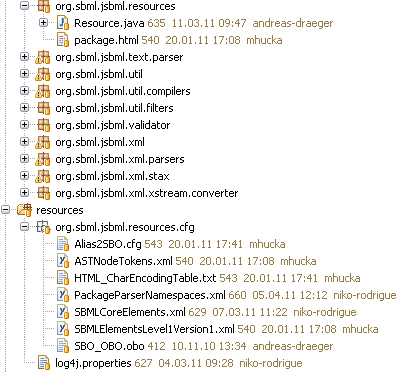 org.sbml.jsbml.resources
Resource.java 635 11.03.11 09:47 andreas-draeger
package.html 540 20.01.11 17:08 mhucka
org.sbml.jsbml.text.parser
org.sbml.jsbml.util
org.sbml.jsbml.util.compilers
org.sbml.jsbml.util.filters
org.sbml.jsbml.validator
org.sbml.jsbml.xml
org.sbml.jsbml.xml.parsers
org.sbml.jsbml.xml.stax
org.sbml.jsbml.xml.xstream.converter
resources
org.sbml.jsbml.resources.cfg
Alias2SBO.cfg 543 20.01.11 17:41 mhucka
ASTNodeTokens.xml 540 20.01.11 17:08 mhucka
HTML_CharEncodingTable.txt 543 20.01.11 17:41 mhucka
PackageParserNamespaces.xml 660 05.04.11 12:12 niko-rodrigue
SBMLCoreElements.xml 629 07.03.11 11:22 niko-rodrigue
SBMLElementsLevel1Version1.xml 540 20.01.11 17:08 mhucka
SBO_OBO.obo 412 10.11.10 13:34 andreas-draeger
log4j.properties 627 04.03.11 09:28 niko-rodrigue